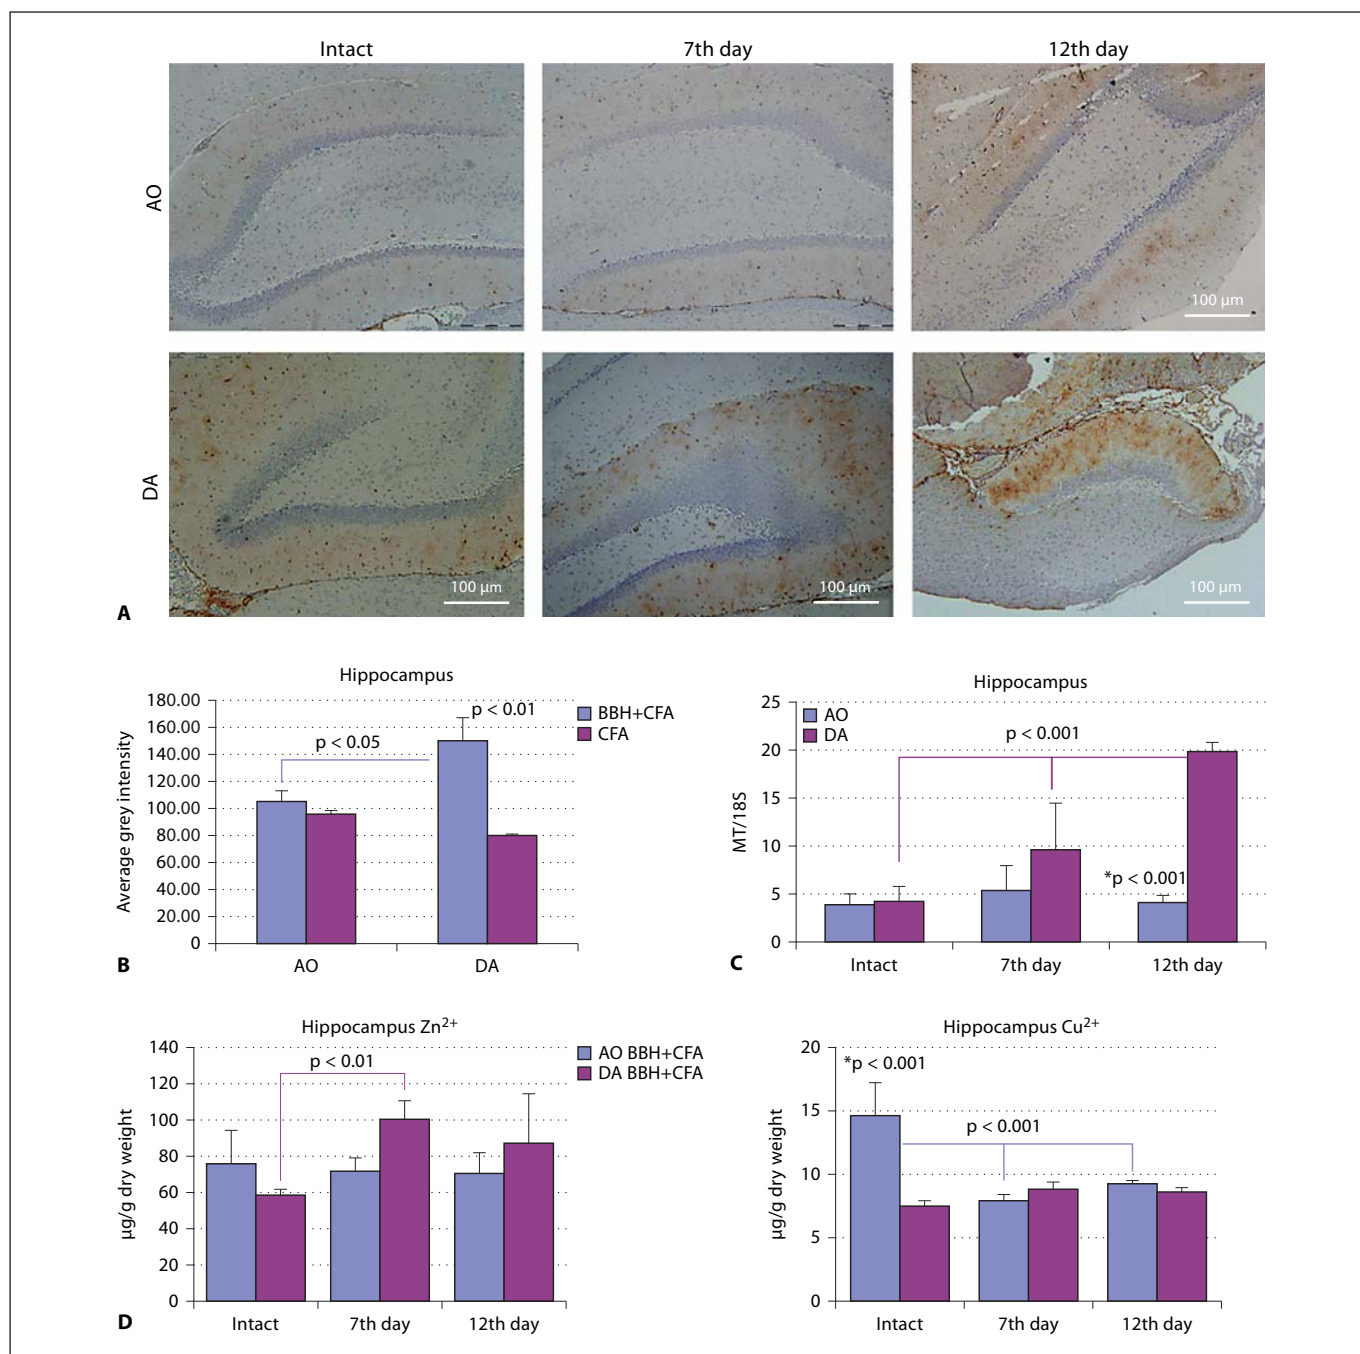 Intact 7th day 12th day
AO
100 µm
DA
100 µm 100 µm 100 µm
A
Hippocampus
Average grey intensity
180.00
160.00
140.00
120.00
100.00
80.00
60.00
40.00
20.00
0
p < 0.05
p < 0.01
BBH+CFA
CFA
AO DA
B
Hippocampus
MT/18S
25
20
15
10
5
0
AO
DA
p < 0.001
*p < 0.001
Intact 7th day 12th day
C
Hippocampus Zn2+
µg/g dry weight
140
120
100
80
60
40
20
0
p < 0.01
AO BBH+CFA
DA BBH+CFA
Intact 7th day 12th day
D
Hippocampus Cu2+
µg/g dry weight
20
15
10
5
0
*p < 0.001
p < 0.001
Intact 7th day 12th day